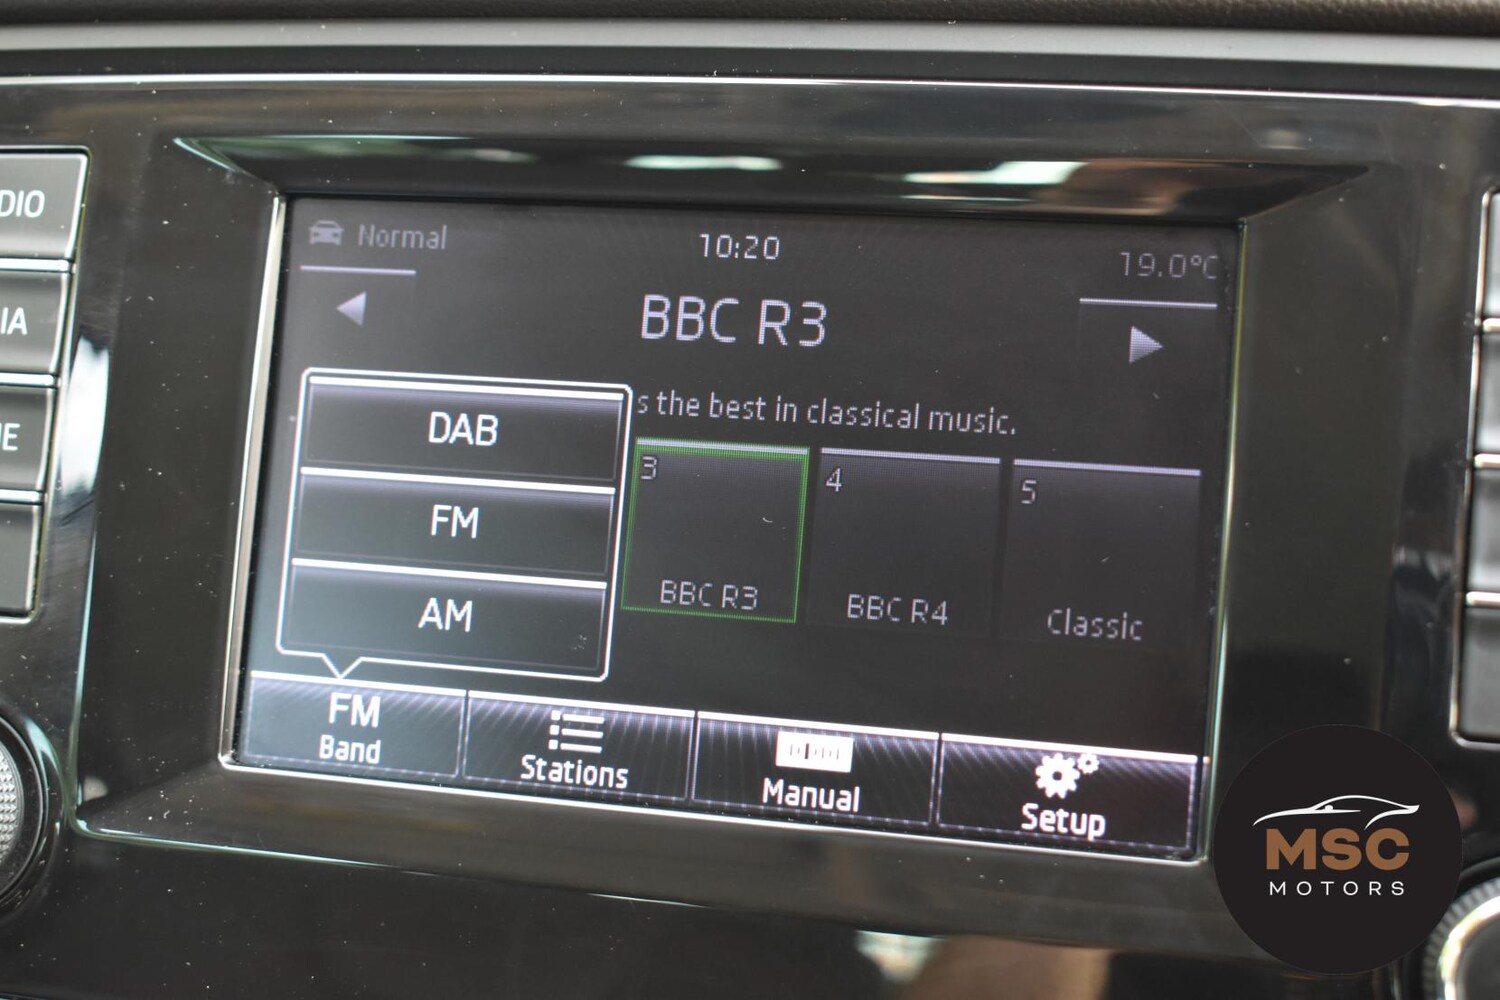 DIO
IA
NE
Normal
10:20
19.0°C
BBC R3
s the best in classical music.
DAB
FM
AM
3
BBC R3
4
BBC R4
5
Classic
FM
Band
Stations
Manual
Setup
MSC
MOTORS